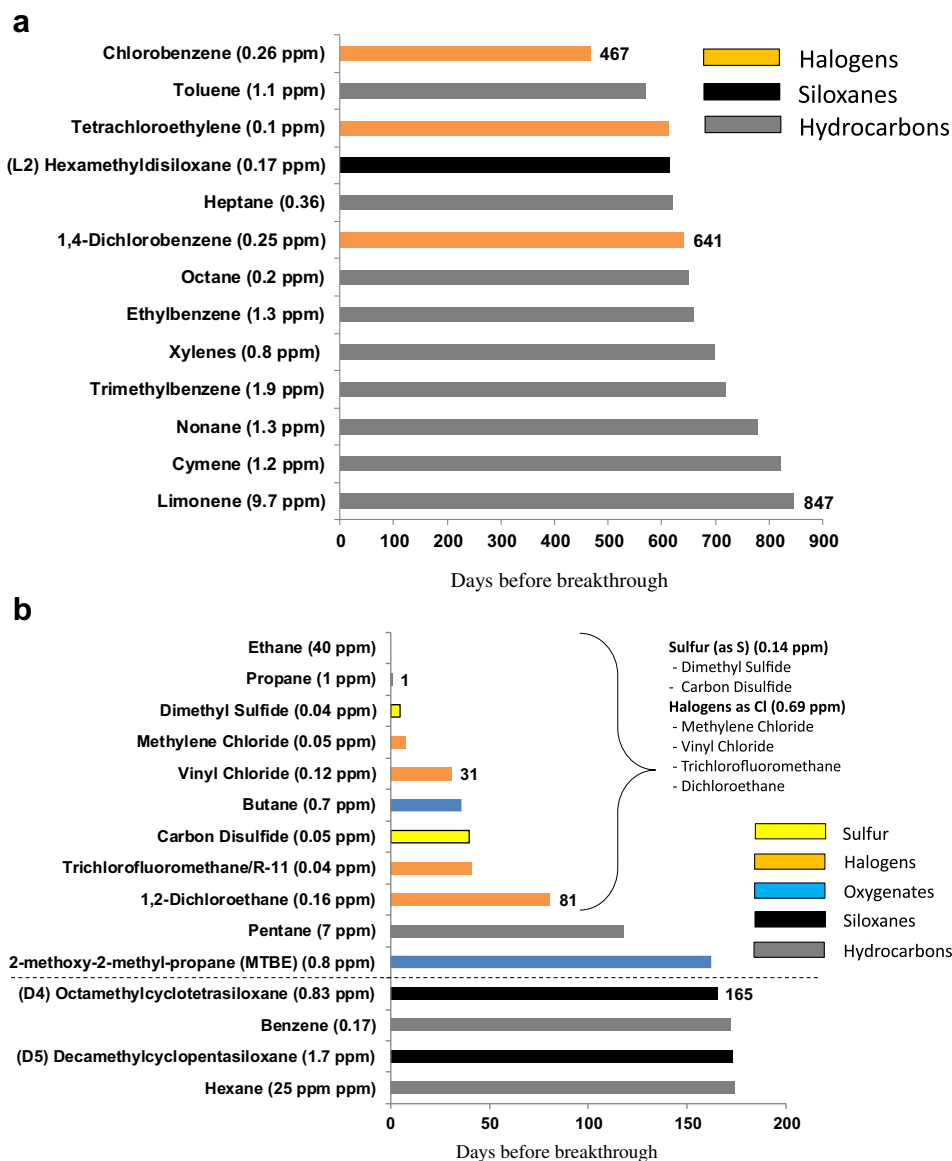 a
Chlorobenzene (0.26 ppm)
467
Toluene (1.1 ppm)
Tetrachloroethylene (0.1 ppm)
(L2) Hexamethyldisiloxane (0.17 ppm)
Heptane (0.36)
1,4-Dichlorobenzene (0.25 ppm)
641
Octane (0.2 ppm)
Ethylbenzene (1.3 ppm)
Xylenes (0.8 ppm)
Trimethylbenzene (1.9 ppm)
Nonane (1.3 ppm)
Cymene (1.2 ppm)
Limonene (9.7 ppm)
847
0 100 200 300 400 500 600 700 800 900
Days before breakthrough
Halogens
Siloxanes
Hydrocarbons
b
Ethane (40 ppm)
Propane (1 ppm)
1
Dimethyl Sulfide (0.04 ppm)
Methylene Chloride (0.05 ppm)
Vinyl Chloride (0.12 ppm)
31
Butane (0.7 ppm)
Carbon Disulfide (0.05 ppm)
Trichlorofluoromethane/R-11 (0.04 ppm)
1,2-Dichloroethane (0.16 ppm)
81
Pentane (7 ppm)
2-methoxy-2-methyl-propane (MTBE) (0.8 ppm)
(D4) Octamethylcyclotetrasiloxane (0.83 ppm)
165
Benzene (0.17)
(D5) Decamethylcyclopentasiloxane (1.7 ppm)
Hexane (25 ppm ppm)
0 50 100 150 200
Days before breakthrough
Sulfur (as S) (0.14 ppm)
- Dimethyl Sulfide
- Carbon Disulfide
Halogens as Cl (0.69 ppm)
- Methylene Chloride
- Vinyl Chloride
- Trichlorofluoromethane
- Dichloroethane
Sulfur
Halogens
Oxygenates
Siloxanes
Hydrocarbons